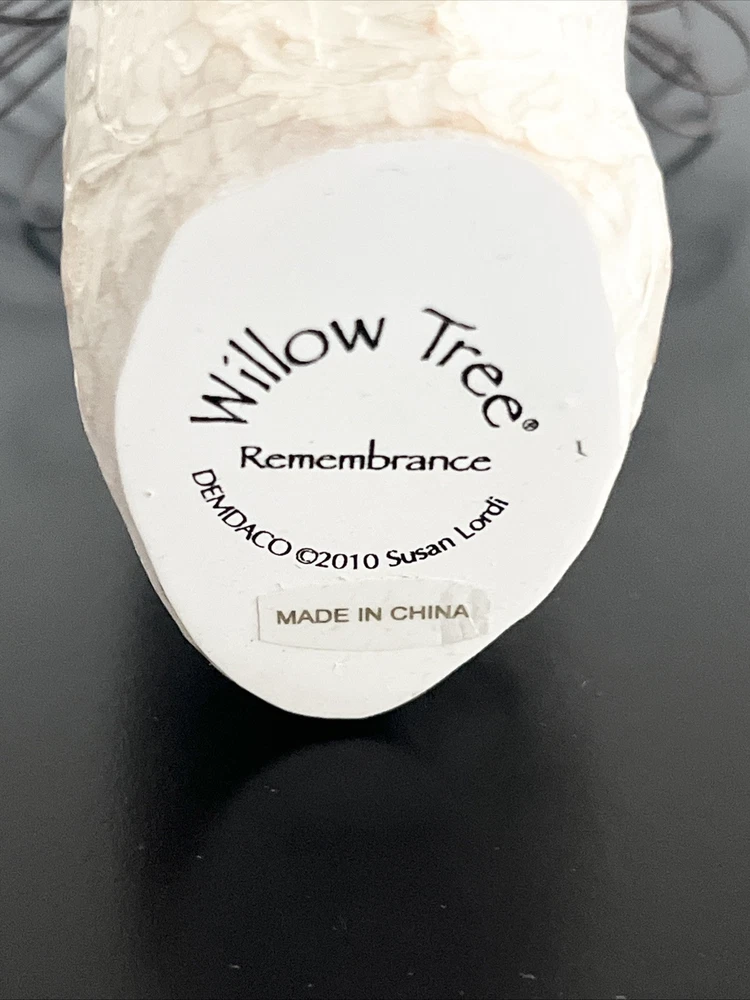 Willow Tree®
Remembrance
DEMDACO ©2010 Susan Lordi
MADE IN CHINA